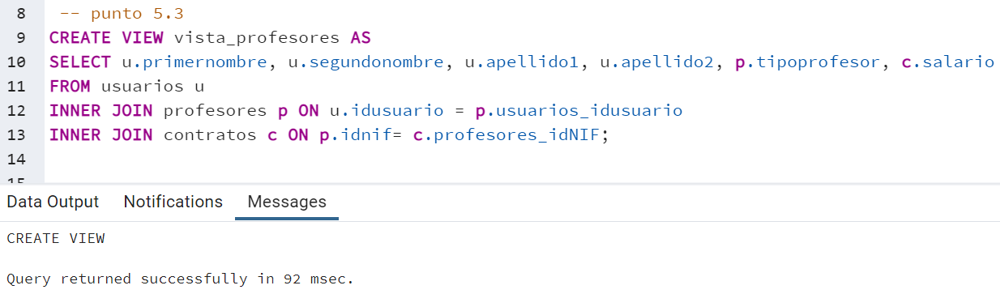 8 -- punto 5.3
9 CREATE VIEW vista_profesores AS
10 SELECT u.primernombre, u.segundonombre, u.apellido1, u.apellido2, p.tipoprofesor, c.salario
11 FROM usuarios u
12 INNER JOIN profesores p ON u.idusuario = p.usuarios_idusuario
13 INNER JOIN contratos c ON p.idnif= c.profesores_idNIF;
14
15
Data Output Notifications Messages
CREATE VIEW
Query returned successfully in 92 msec.